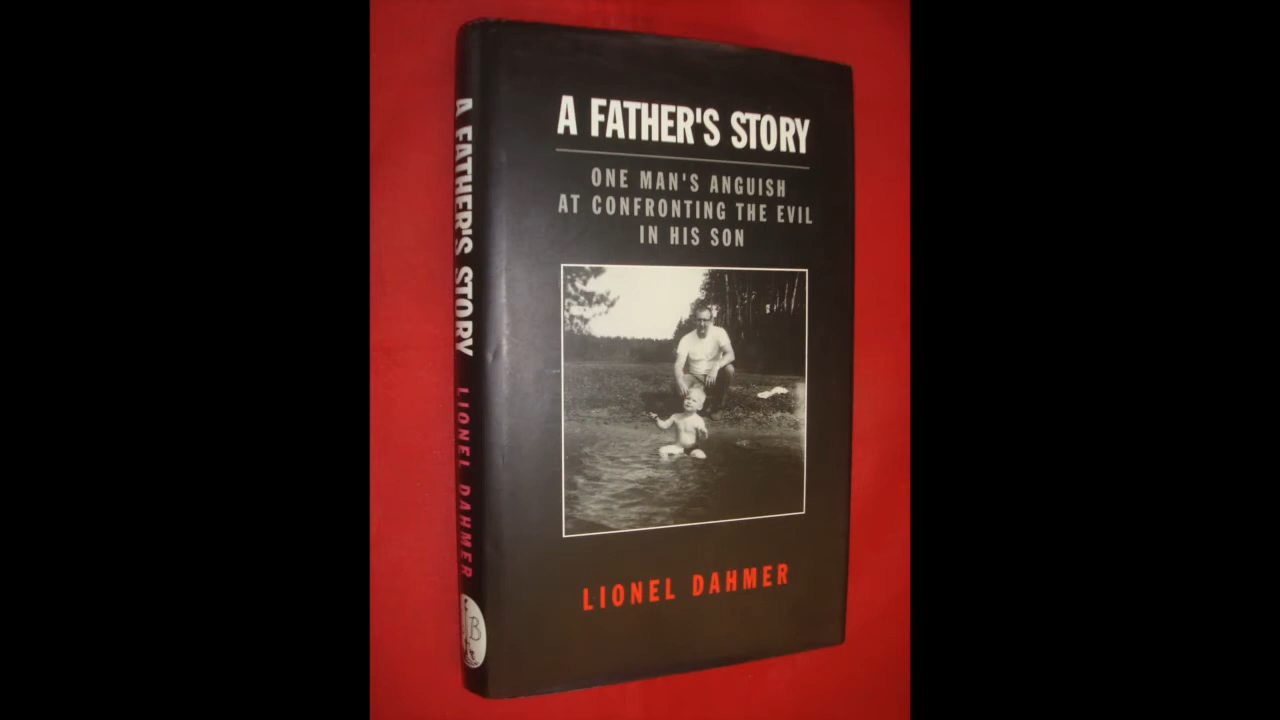 A FATHER'S STORY
ONE MAN'S ANGUISH
AT CONFRONTING THE EVIL
IN HIS SON
LIONEL DAHMER
A FATHER'S STORY LIONEL DAHMER